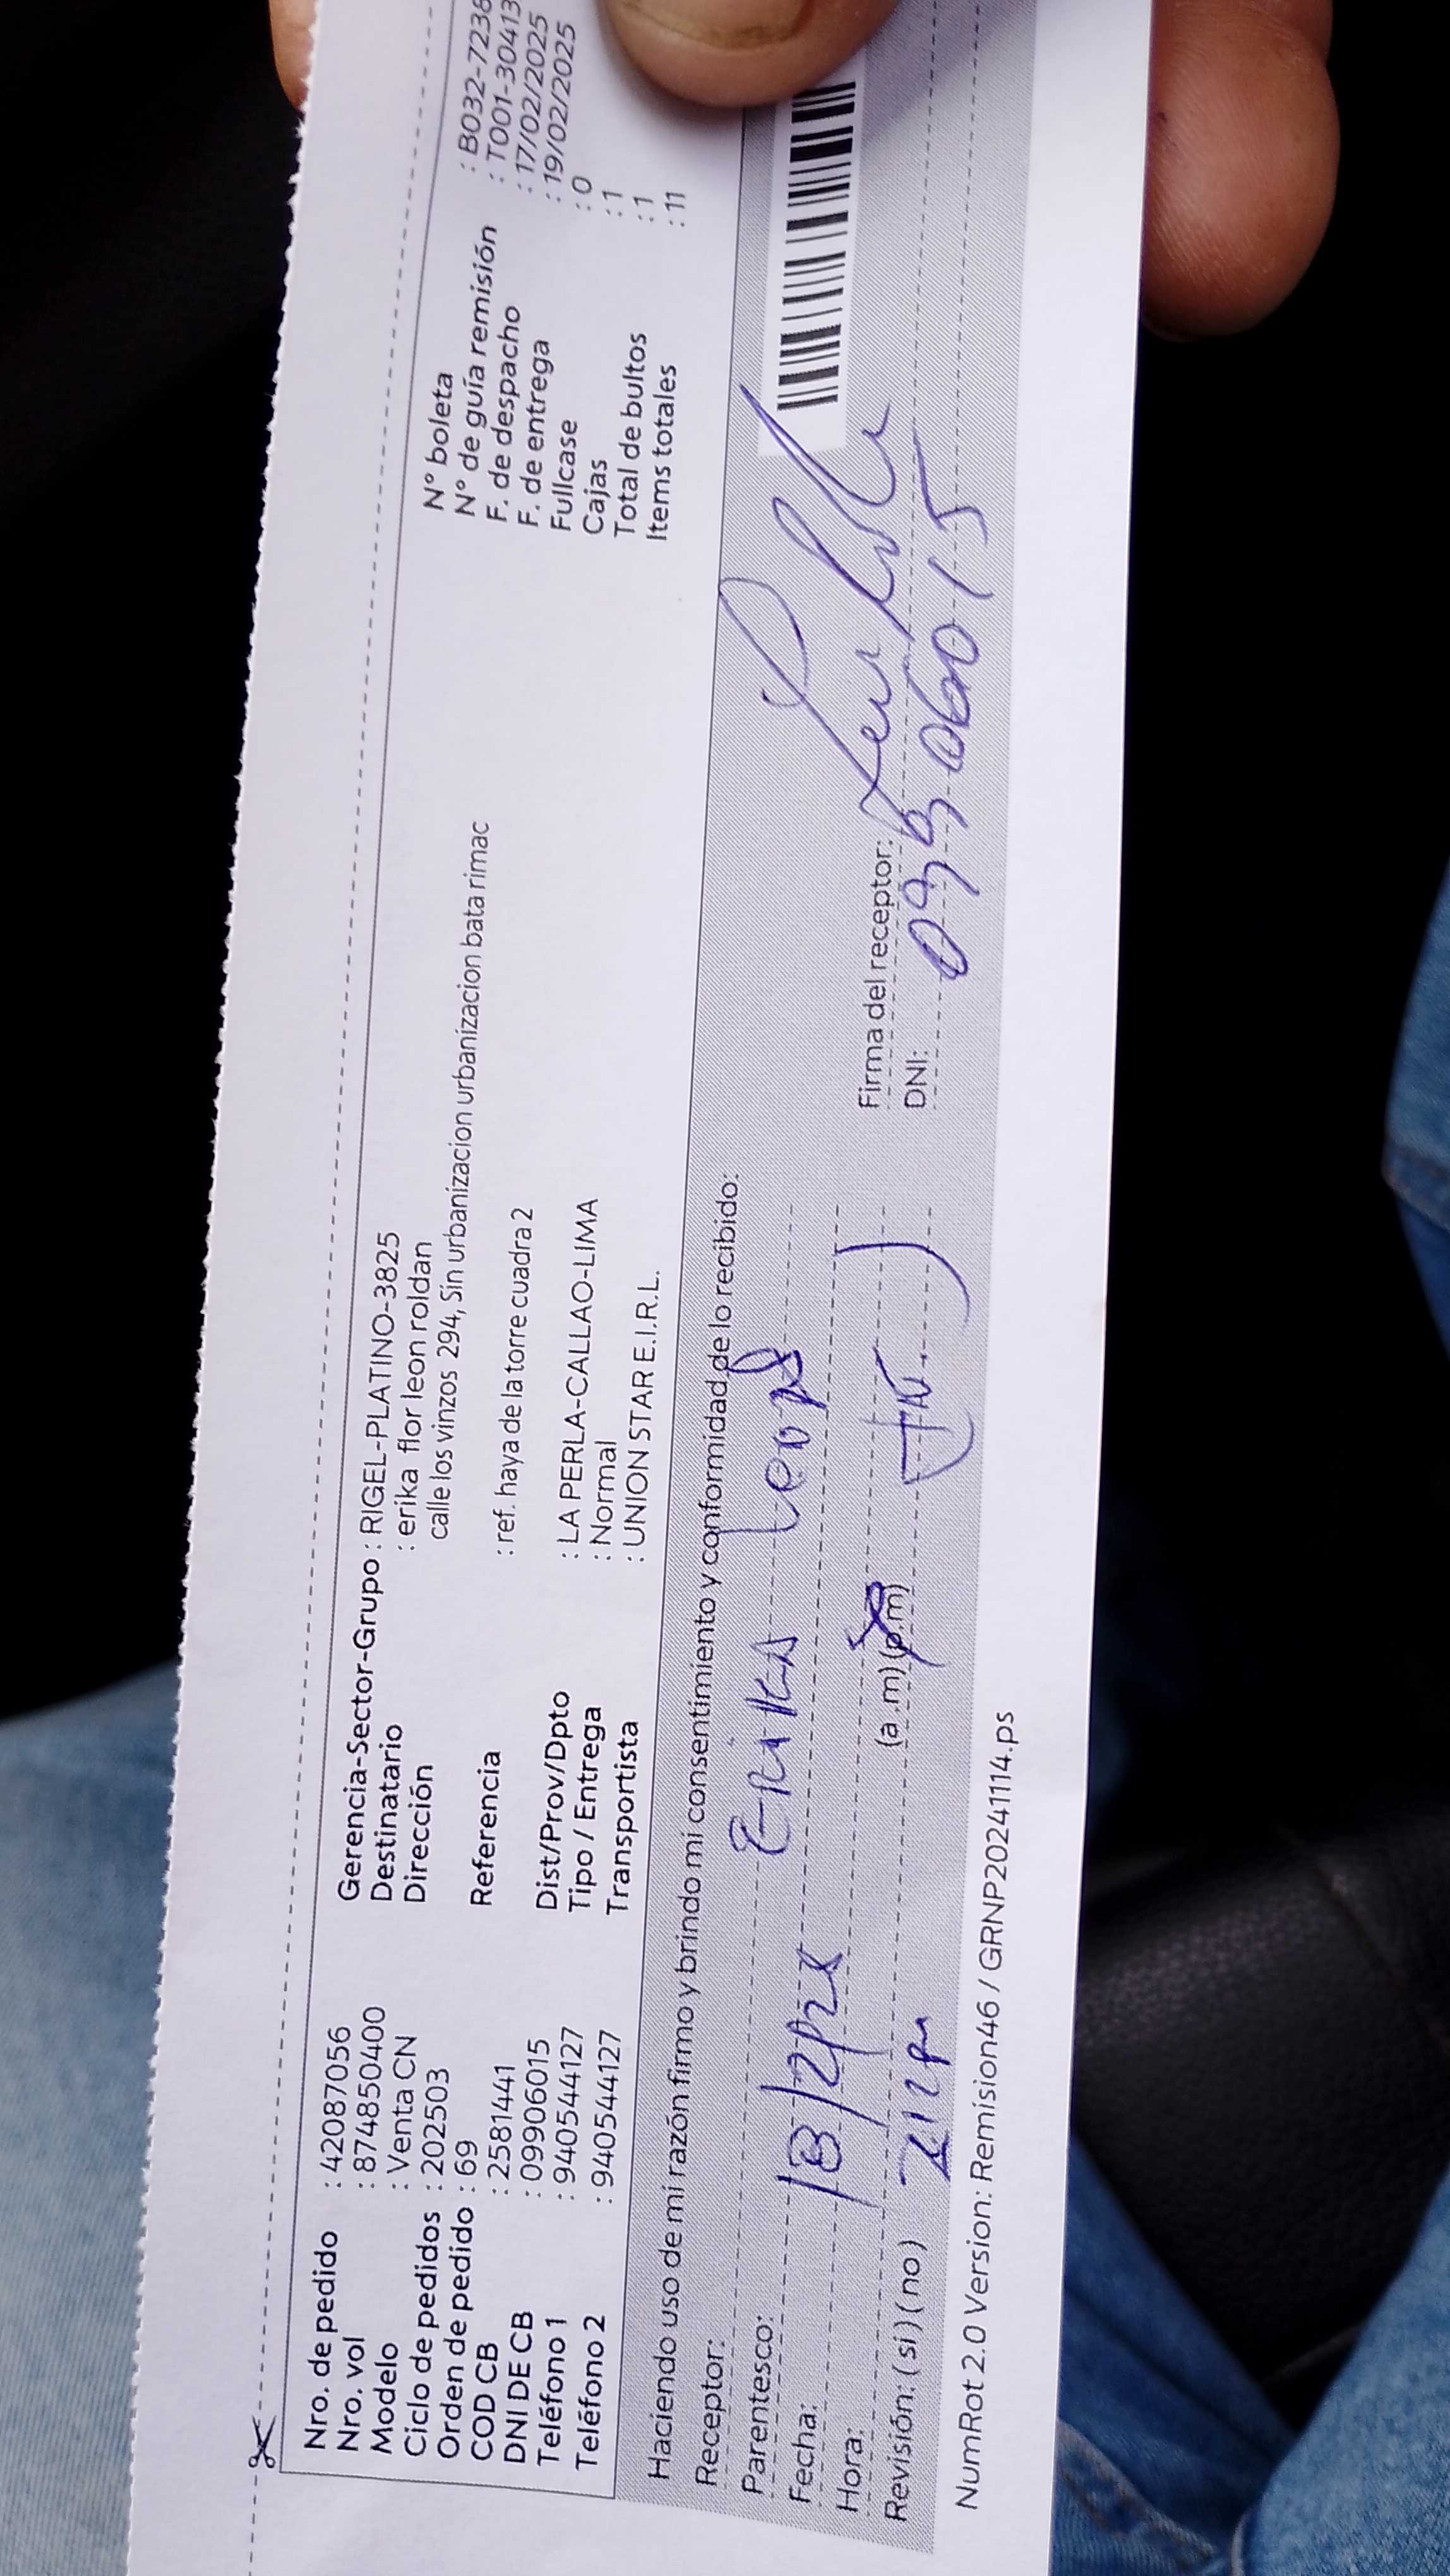 Nro. de pedido : 42087056
Nro. vol : 874850400
Modelo : Venta CN
Ciclo de pedidos : 202503
Orden de pedido : 69
COD CB : 2581441
DNI DE CB : 09906015
Teléfono 1 : 940544127
Teléfono 2 : 940544127
Gerencia-Sector-Grupo : RIGEL-PLATINO-3825
Destinatario : erika flor leon roldan
Dirección calle los vinzos 294, Sin urbanizacion urbanizacion bata rimac
Referencia : ref. haya de la torre cuadra 2
Dist/Prov/Dpto : LA PERLA-CALLAO-LIMA
Tipo / Entrega : Normal
Transportista : UNION STAR E.I.R.L.
N° boleta : B032-7238
N° de guía remisión : T001-30413
F. de despacho : 17/02/2025
F. de entrega : 19/02/2025
Fullcase : 0
Cajas : 1
Total de bultos : 1
Items totales : 11
Haciendo uso de mi razón firmo y brindo mi consentimiento y conformidad de lo recibido:
Receptor: Erika Leon
Parentesco:
Fecha:
Hora: (a .m) (p.m)
Revisión: ( si ) ( no )
Firma del receptor:
DNI: 09906015
NumRot 2.0 Version: Remision46 / GRNP20241114.ps